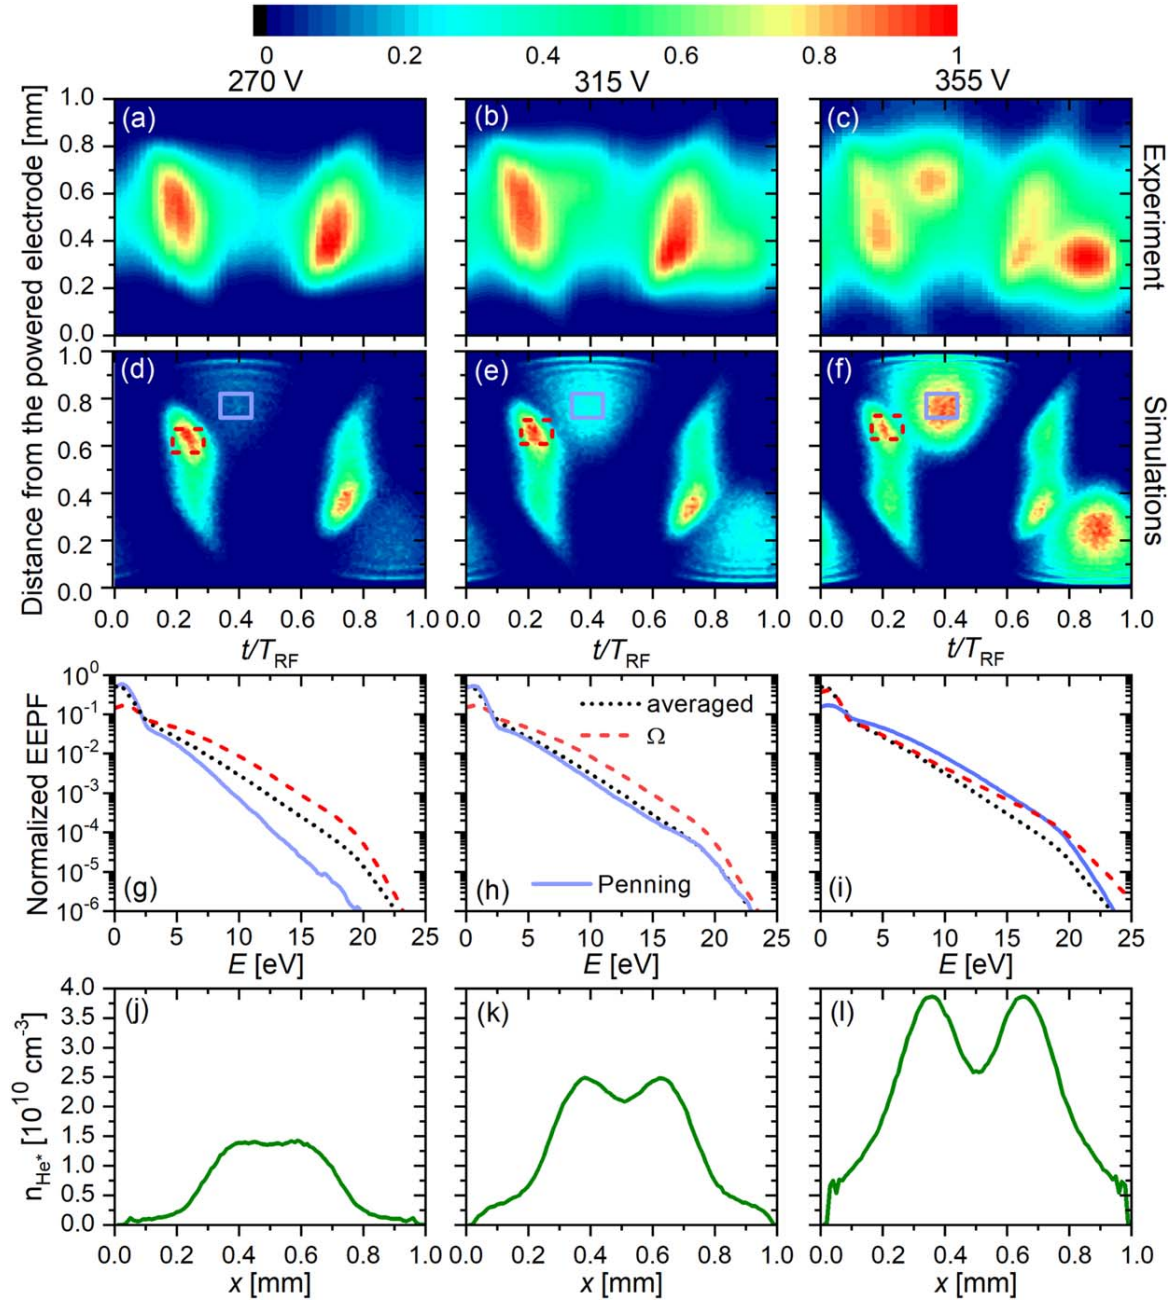 0 0.2 0.4 0.6 0.8 1
270 V 315 V 355 V
Distance from the powered electrode [mm]
1.0 (a) (b) (c)
0.8
0.6
0.4
0.2
0.0
Experiment
1.0 (d) (e) (f)
0.8
0.6
0.4
0.2
0.0
Simulations
0.0 0.2 0.4 0.6 0.8 1.0 0.0 0.2 0.4 0.6 0.8 1.0 0.0 0.2 0.4 0.6 0.8 1.0
t/T_RF t/T_RF t/T_RF
Normalized EEPF
10⁰
10⁻¹
10⁻²
10⁻³
10⁻⁴
10⁻⁵
10⁻⁶
averaged
Ω
Penning
(g) (h) (i)
0 5 10 15 20 25 0 5 10 15 20 25 0 5 10 15 20 25
E [eV] E [eV] E [eV]
n_He* [10¹⁰ cm⁻³]
4.0 (j) (k) (l)
3.5
3.0
2.5
2.0
1.5
1.0
0.5
0.0
0.0 0.2 0.4 0.6 0.8 1.0 0.0 0.2 0.4 0.6 0.8 1.0 0.0 0.2 0.4 0.6 0.8 1.0
x [mm] x [mm] x [mm]